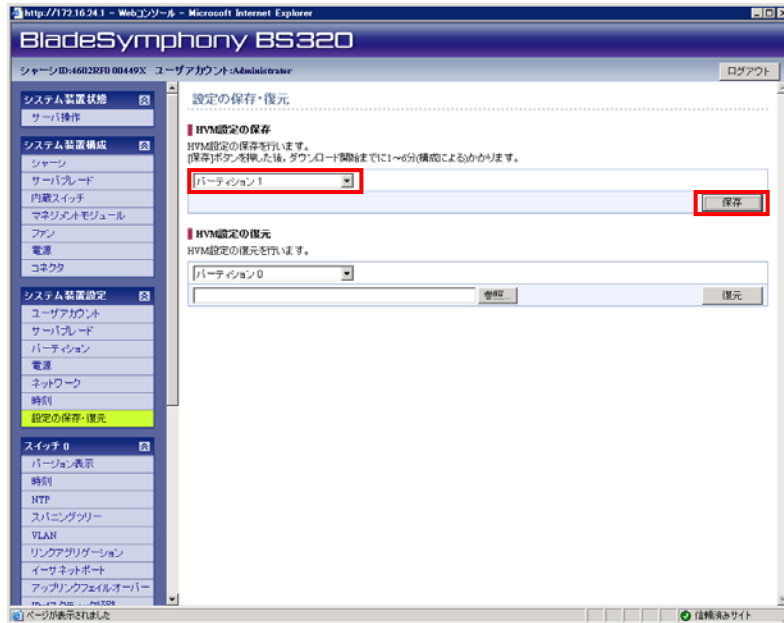 http://172.16.24.1 - Webコンソール - Microsoft Internet Explorer
BladeSymphony BS320
シャーシID:4602RF0 00449X ユーザアカウント:Administrator
ログアウト
システム装置状態
サーバ操作
システム装置構成
シャーシ
サーバブレード
内蔵スイッチ
マネジメントモジュール
ファン
電源
コネクタ
システム装置設定
ユーザアカウント
サーバブレード
パーティション
電源
ネットワーク
時刻
設定の保存・復元
スイッチ 0
バージョン表示
時刻
NTP
スパニングツリー
VLAN
リンクアグリゲーション
イーサネットポート
アップリンクフェイルオーバー
設定の保存・復元
HVM設定の保存
HVM設定の保存を行います。
[保存]ボタンを押した後, ダウンロード開始までに1～6分(構成による)かかります。
パーティション 1
保存
HVM設定の復元
HVM設定の復元を行います。
パーティション 0
参照...
復元
ページが表示されました
信頼済みサイト